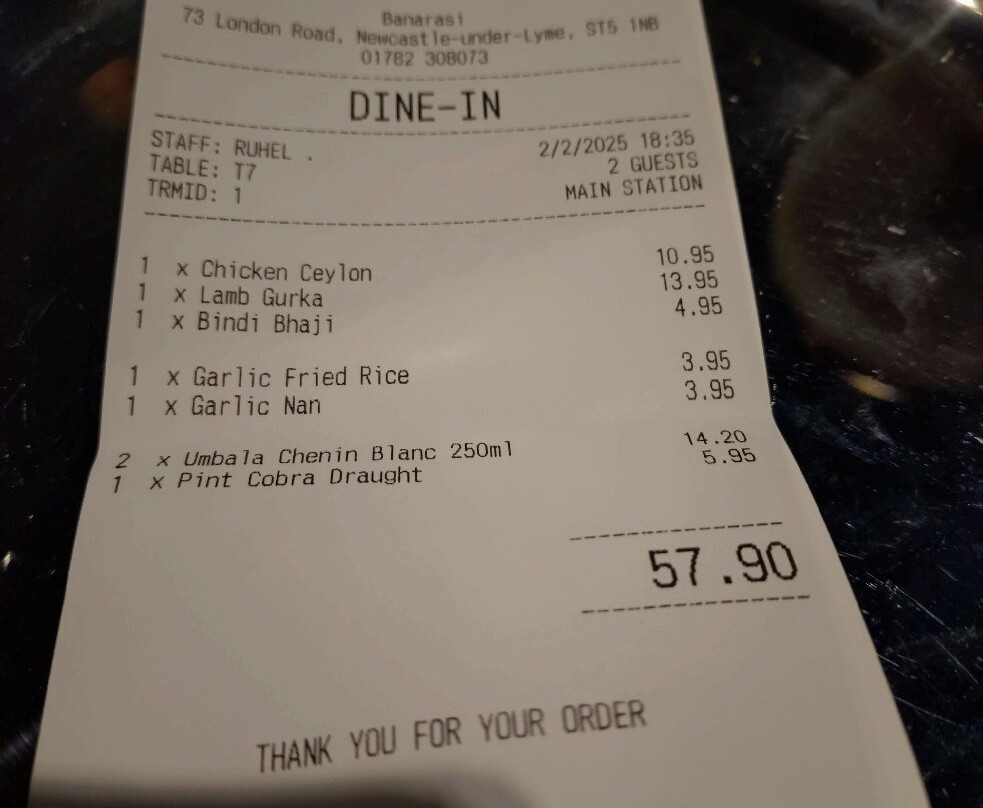 Banarasi
73 London Road, Newcastle-under-Lyme, ST5 1NB
01782 308073
DINE-IN
STAFF: RUHEL . 2/2/2025 18:35
TABLE: T7 2 GUESTS
TRMID: 1 MAIN STATION
1 x Chicken Ceylon 10.95
1 x Lamb Gurka 13.95
1 x Bindi Bhaji 4.95
1 x Garlic Fried Rice 3.95
1 x Garlic Nan 3.95
2 x Umbala Chenin Blanc 250ml 14.20
1 x Pint Cobra Draught 5.95
57.90
THANK YOU FOR YOUR ORDER